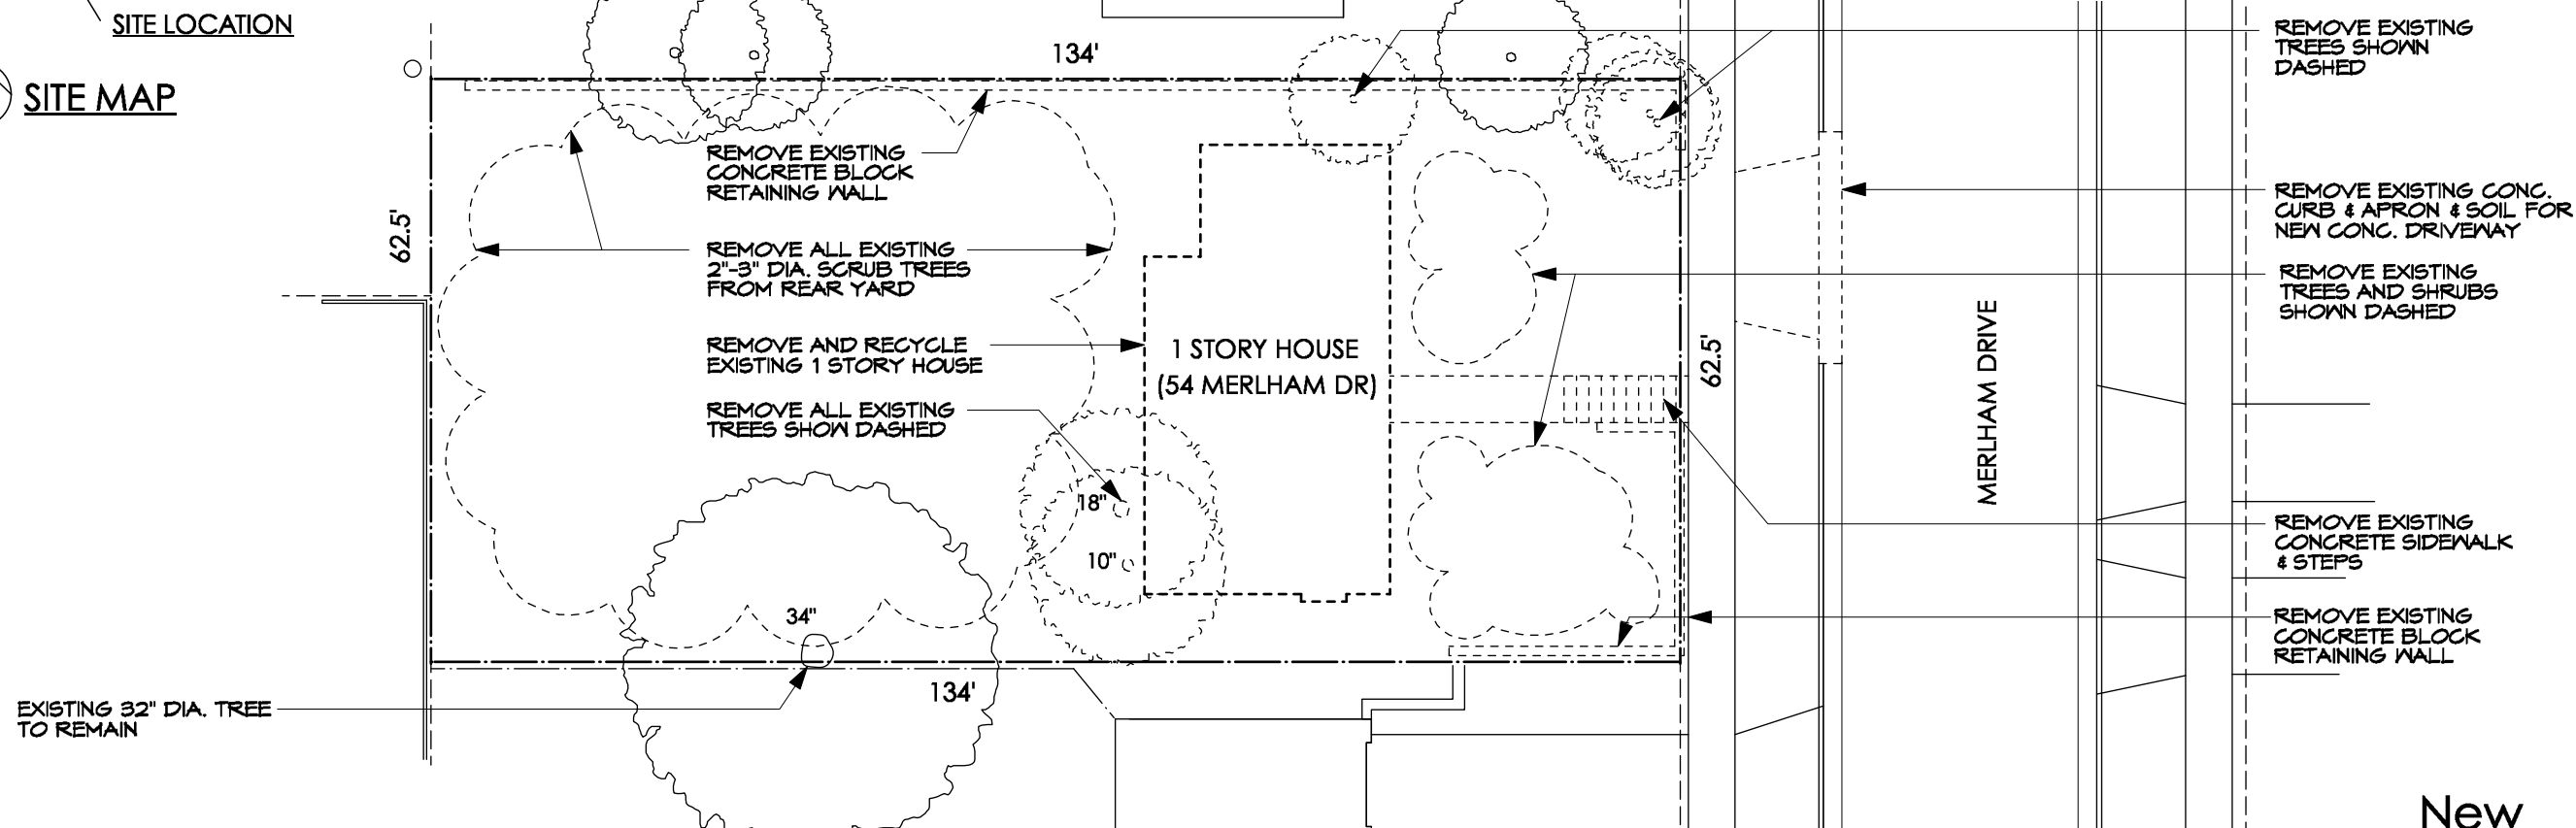 SITE LOCATION
SITE MAP
134'
62.5'
REMOVE EXISTING
CONCRETE BLOCK
RETAINING WALL
REMOVE ALL EXISTING
2"-3" DIA. SCRUB TREES
FROM REAR YARD
REMOVE AND RECYCLE
EXISTING 1 STORY HOUSE
REMOVE ALL EXISTING
TREES SHOW DASHED
1 STORY HOUSE
(54 MERLHAM DR)
18"
10"
34"
134'
EXISTING 32" DIA. TREE
TO REMAIN
62.5'
MERLHAM DRIVE
REMOVE EXISTING
TREES SHOWN
DASHED
REMOVE EXISTING CONC.
CURB & APRON & SOIL FOR
NEW CONC. DRIVEWAY
REMOVE EXISTING
TREES AND SHRUBS
SHOWN DASHED
REMOVE EXISTING
CONCRETE SIDEWALK
& STEPS
REMOVE EXISTING
CONCRETE BLOCK
RETAINING WALL
New